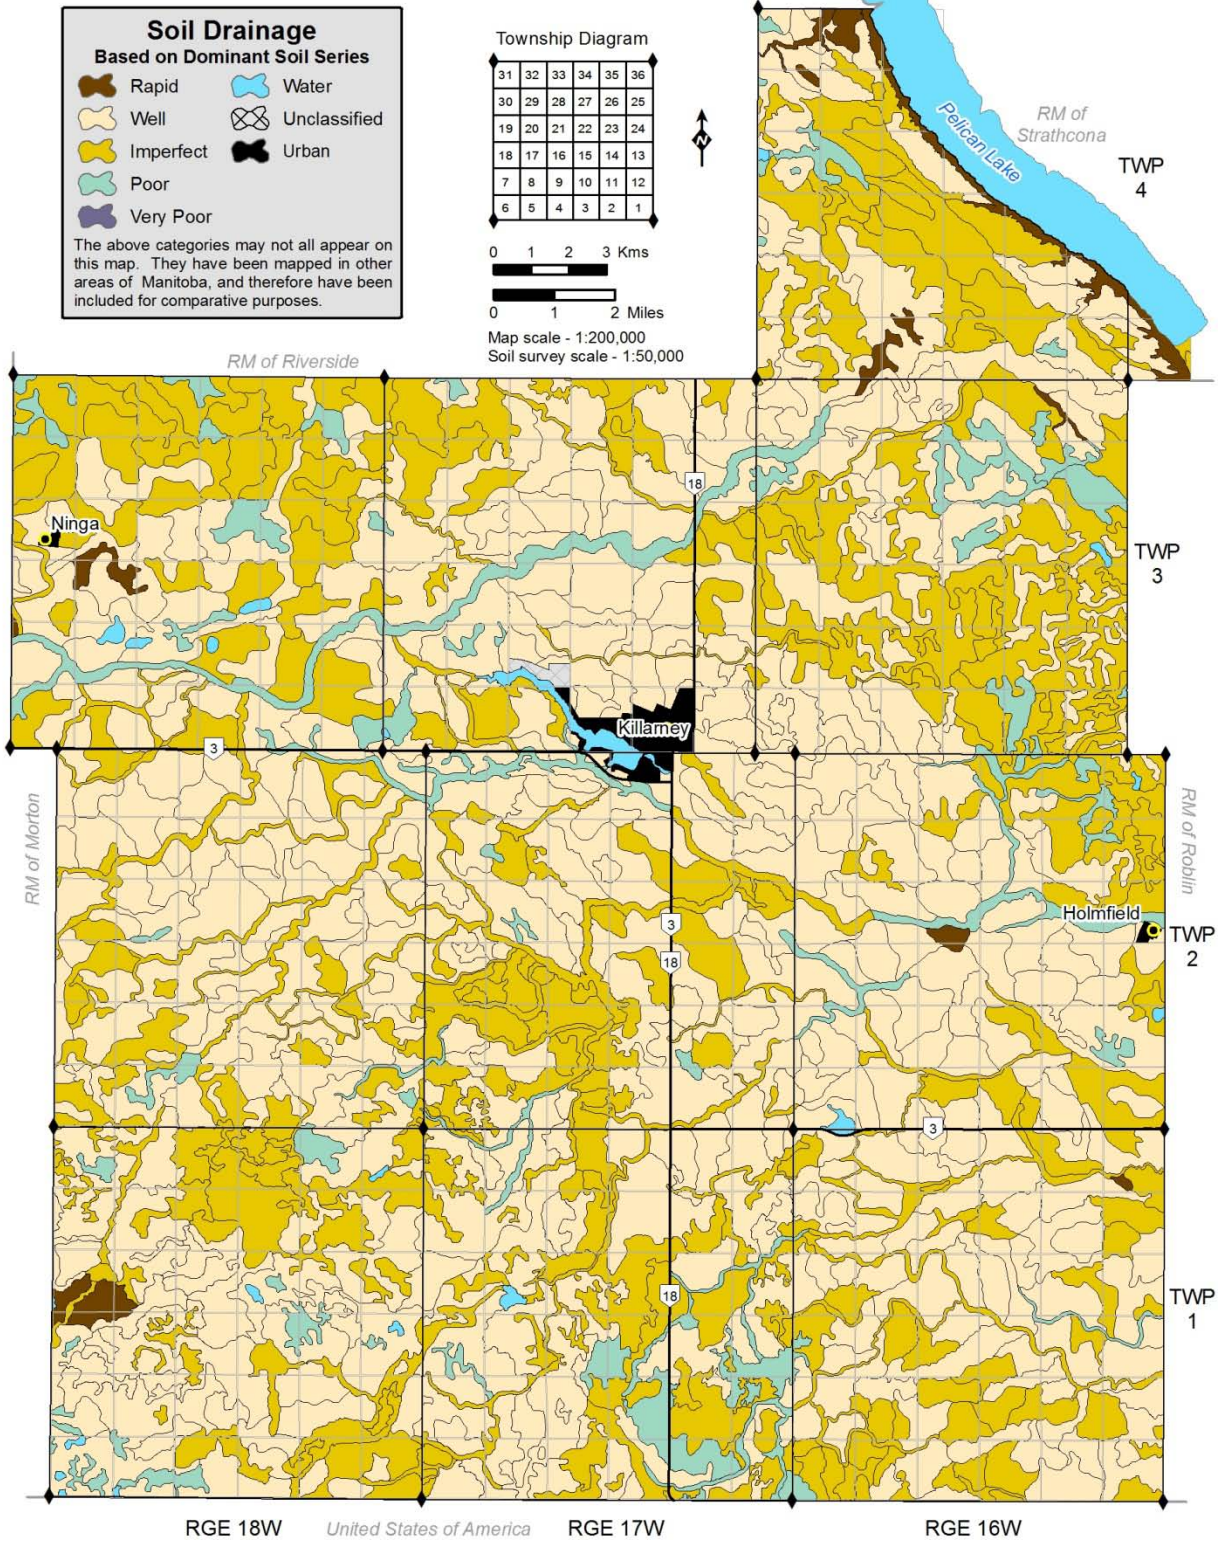 Soil Drainage
Based on Dominant Soil Series
Rapid
Water
Well
Unclassified
Imperfect
Urban
Poor
Very Poor
The above categories may not all appear on
this map. They have been mapped in other
areas of Manitoba, and therefore have been
included for comparative purposes.
Township Diagram
31 32 33 34 35 36
30 29 28 27 26 25
19 20 21 22 23 24
18 17 16 15 14 13
7 8 9 10 11 12
6 5 4 3 2 1
N
0 1 2 3 Kms
0 1 2 Miles
Map scale - 1:200,000
Soil survey scale - 1:50,000
Pelican Lake
RM of
Strathcona
TWP
4
RM of Riverside
18
Ninga
TWP
3
Killarney
3
RM of Morton
RM of Roblin
Holmfield
3
18
TWP
2
3
18
TWP
1
RGE 18W
United States of America
RGE 17W
RGE 16W